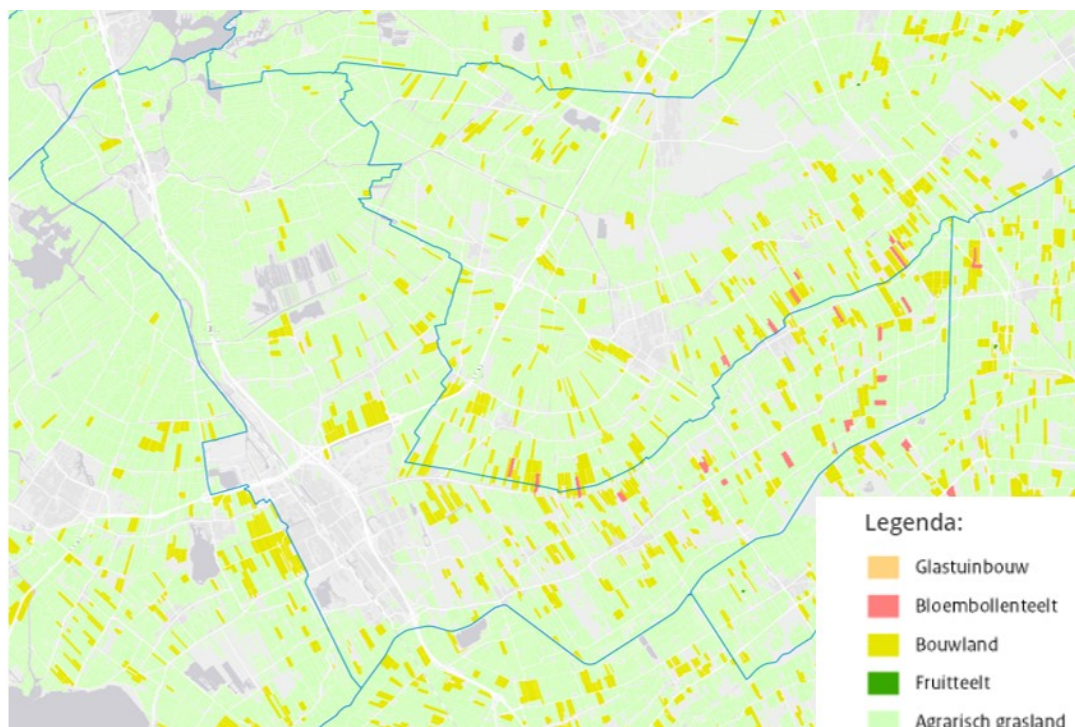 Legenda:
Glastuinbouw
Bloembollenteelt
Bouwland
Fruitteelt
Agrarisch grasland